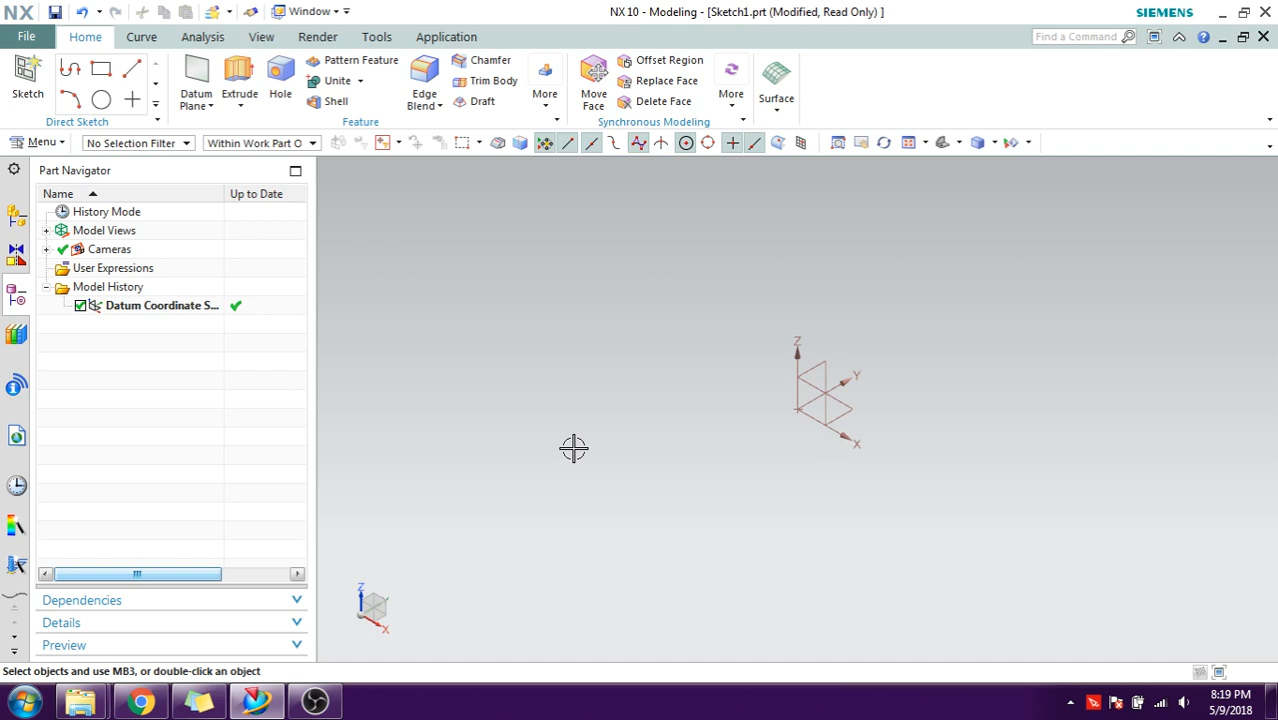 NX Window NX 10 - Modeling - [Sketch1.prt (Modified, Read Only) ] SIEMENS
File Home Curve Analysis View Tools Render Application Find a Command
Sketch
Direct Sketch
Datum Plane
Extrude
Hole
Pattern Feature
Unite
Shell
Edge Blend
Chamfer
Trim Body
Draft
More
Feature
Move Face
Offset Region
Replace Face
Delete Face
More
Synchronous Modeling
Surface
Menu No Selection Filter Within Work Part O
Part Navigator
Name Up to Date
History Mode
Model Views
Cameras
User Expressions
Model History
Datum Coordinate S...
Z
Y
X
Z
X
Dependencies
Details
Preview
Select objects and use MB3, or double-click an object
8:19 PM
5/9/2018